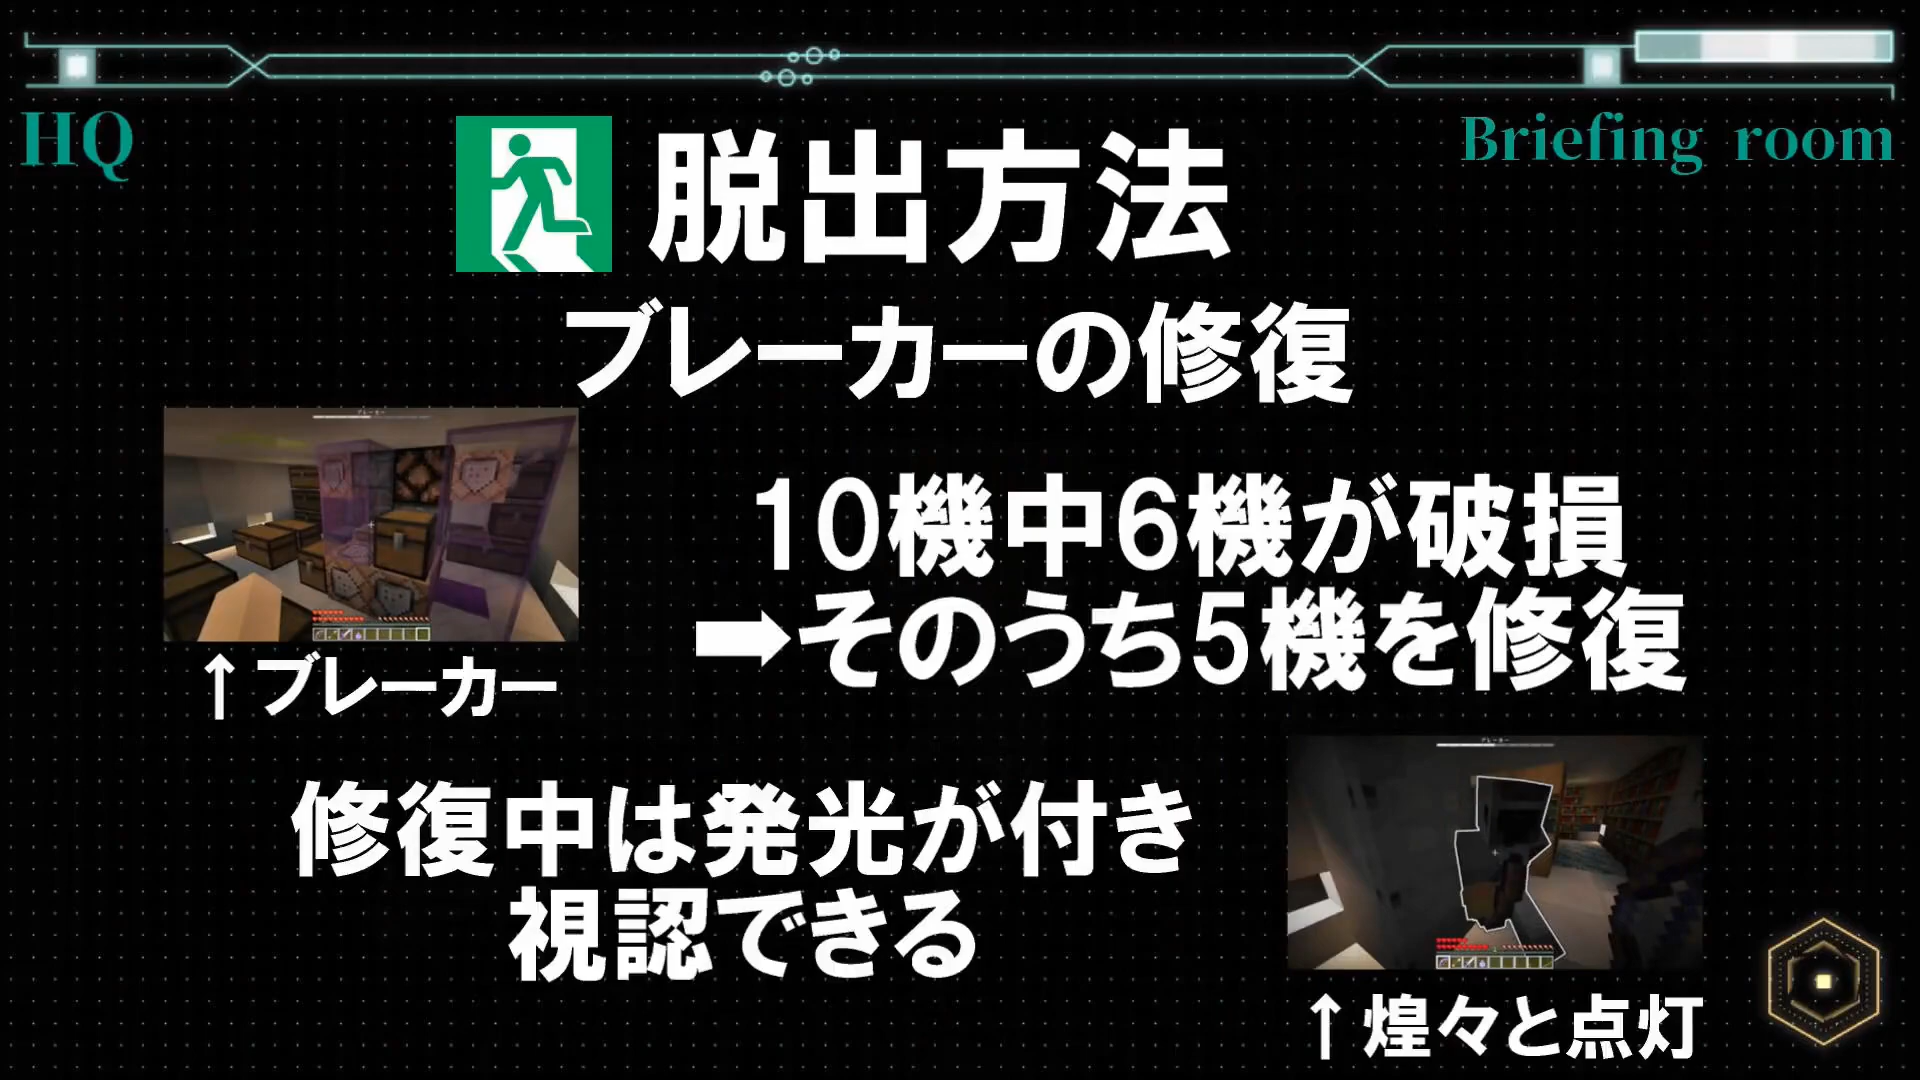 HQ
Briefing room
脱出方法
ブレーカーの修復
10機中6機が破損
➡そのうち5機を修復
↑ブレーカー
修復中は発光が付き
視認できる
↑煌々と点灯